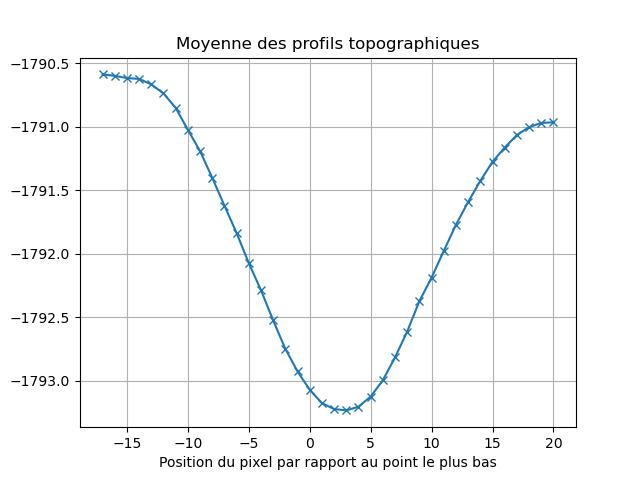 Moyenne des profils topographiques
−1790.5
−1791.0
−1791.5
−1792.0
−1792.5
−1793.0
−15 −10 −5 0 5 10 15 20
Position du pixel par rapport au point le plus bas